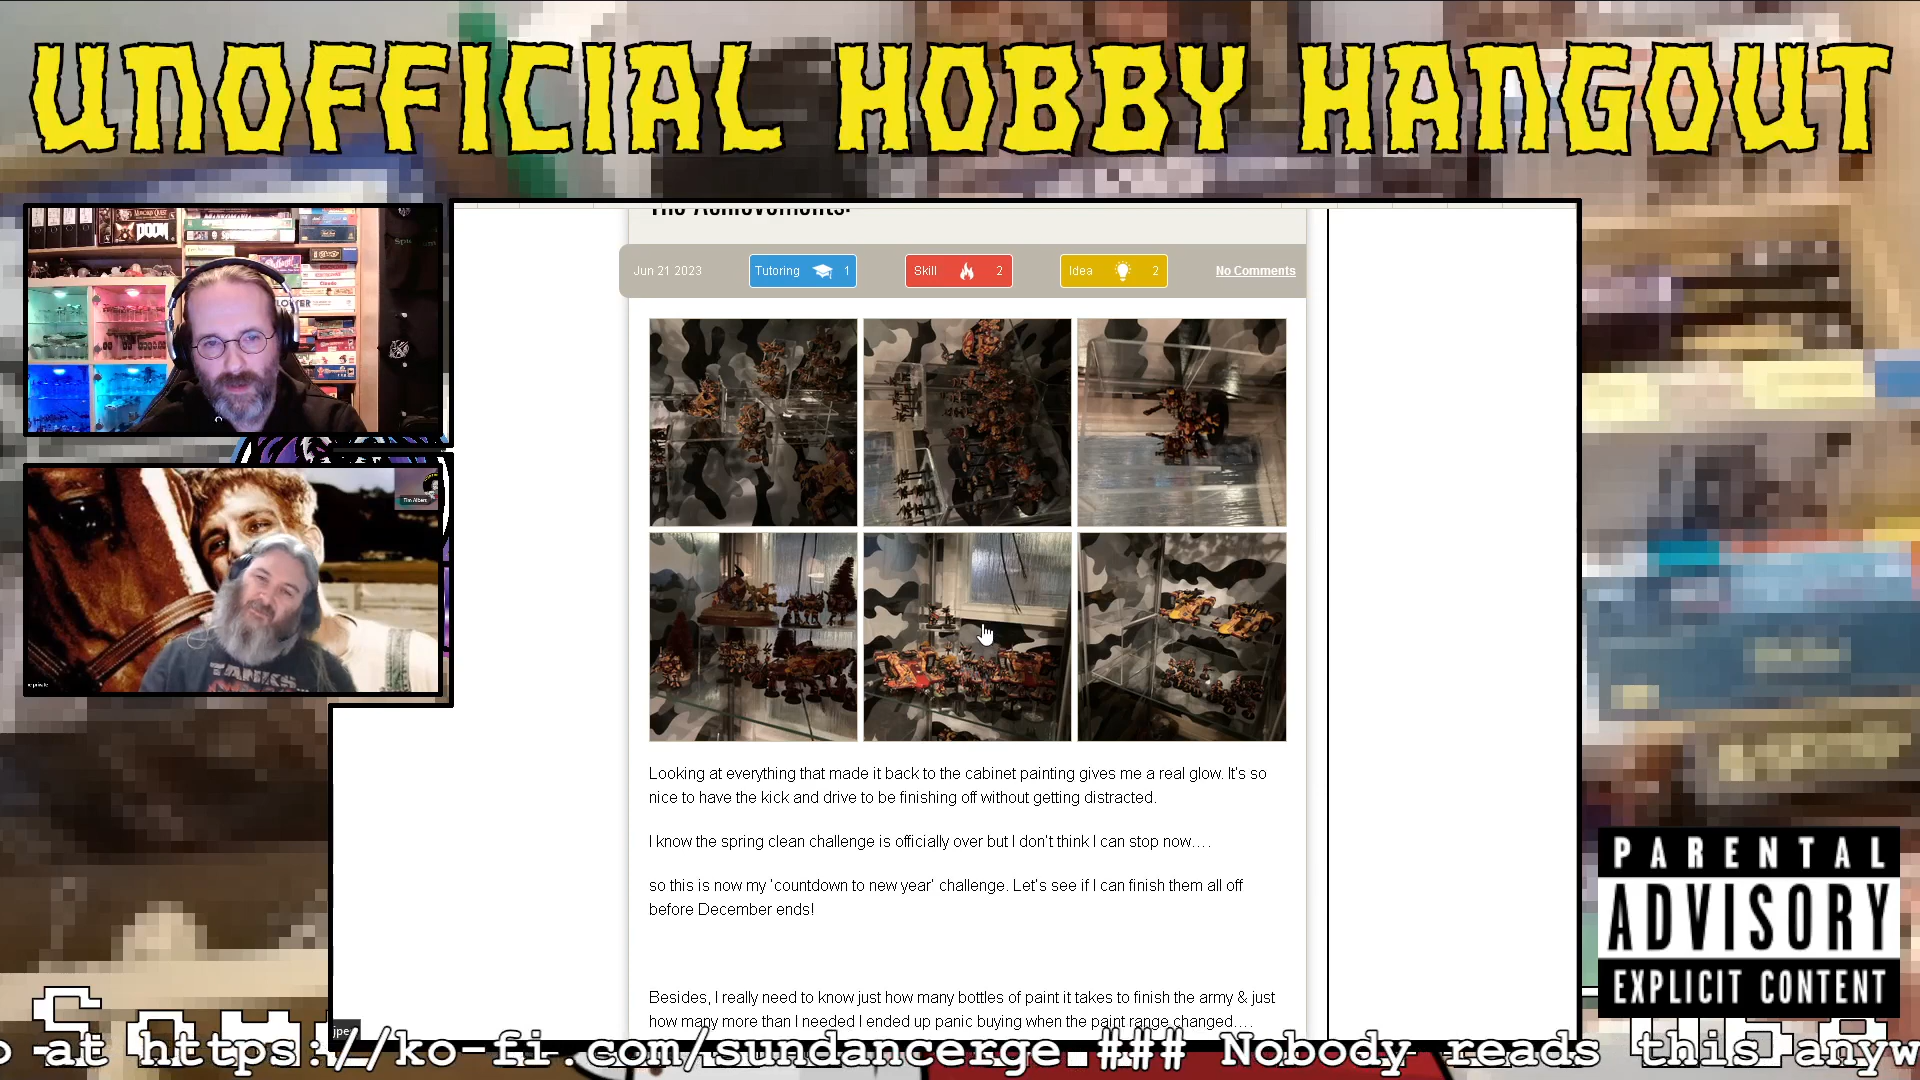 UNOFFICIAL HOBBY HANGOUT
The Achievements:
Jun 21 2023
Tutoring 1
Skill 2
Idea 2
No Comments
DOOM
Tim Albers
TANKS
Looking at everything that made it back to the cabinet painting gives me a real glow. It's so
nice to have the kick and drive to be finishing off without getting distracted.
I know the spring clean challenge is officially over but I don't think I can stop now....
so this is now my 'countdown to new year' challenge. Let's see if I can finish them all off
before December ends!
Besides, I really need to know just how many bottles of paint it takes to finish the army & just
how many more than I needed I ended up panic buying when the paint range changed....
PARENTAL
ADVISORY
EXPLICIT CONTENT
o at https://ko-fi.com/sundancerge ### Nobody reads this anyw